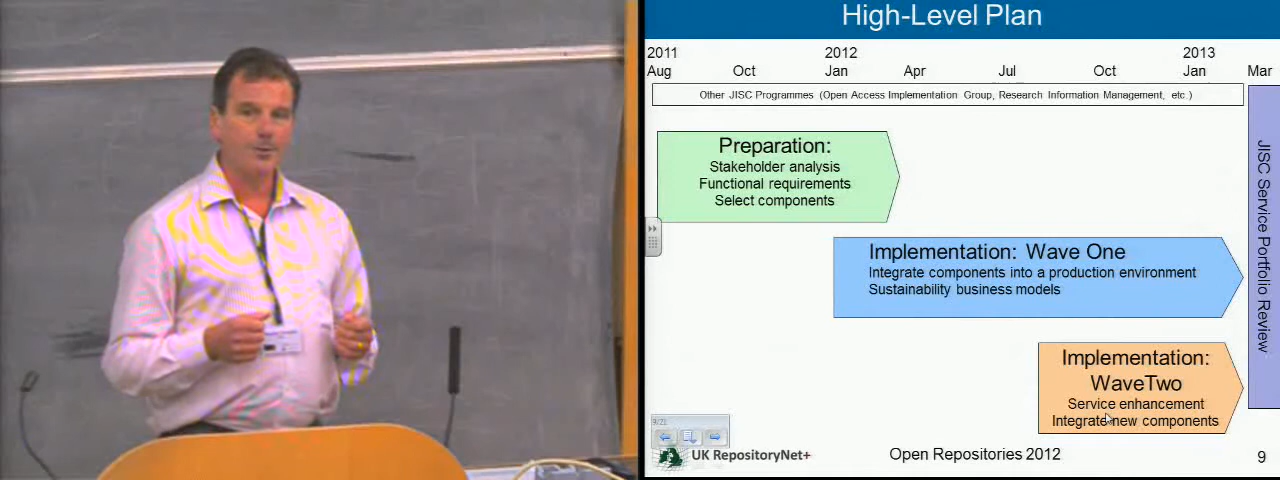 High-Level Plan
2011 2012 2013
Aug Oct Jan Apr Jul Oct Jan Mar
Other JISC Programmes (Open Access Implementation Group, Research Information Management, etc.)
Preparation:
Stakeholder analysis
Functional requirements
Select components
Implementation: Wave One
Integrate components into a production environment
Sustainability business models
Implementation:
WaveTwo
Service enhancement
Integrate new components
JISC Service Portfolio Review
9/21
UK RepositoryNet+
Open Repositories 2012
9